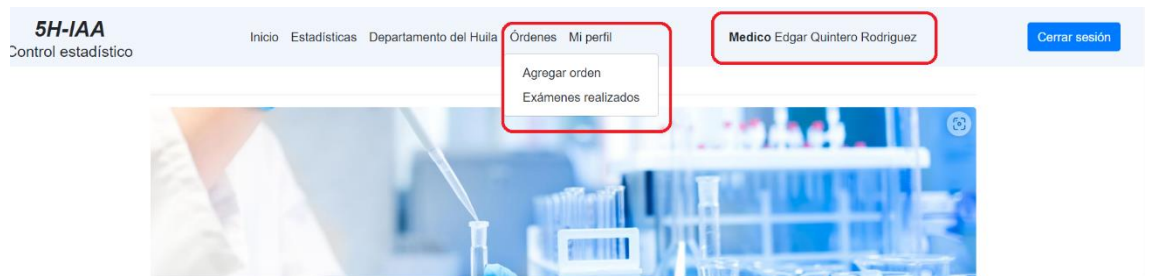 5H-IAA
Control estadístico
Inicio Estadísticas Departamento del Huila Órdenes Mi perfil
Medico Edgar Quintero Rodriguez
Cerrar sesión
Agregar orden
Exámenes realizados